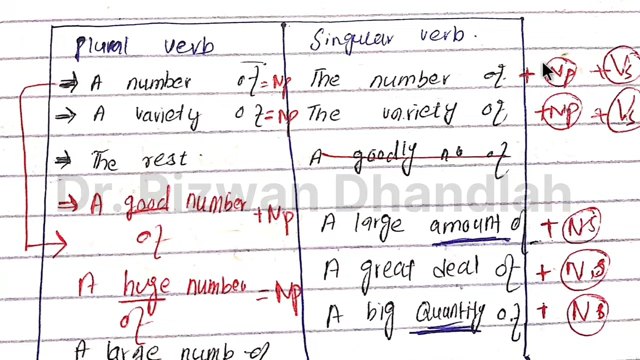 Plural verb Singular verb.
⇒ A number of = Np The number of + Np + Vs
⇒ A variety of = Np The variety of + Np + Vs
⇒ The rest. A goodly no of
Dr. Rizwan Dhandlah
⇒ A good number of + Np A large amount of + Ns
A huge number of = Np A great deal of + Ns
A big Quantity of + Ns
A large numb of